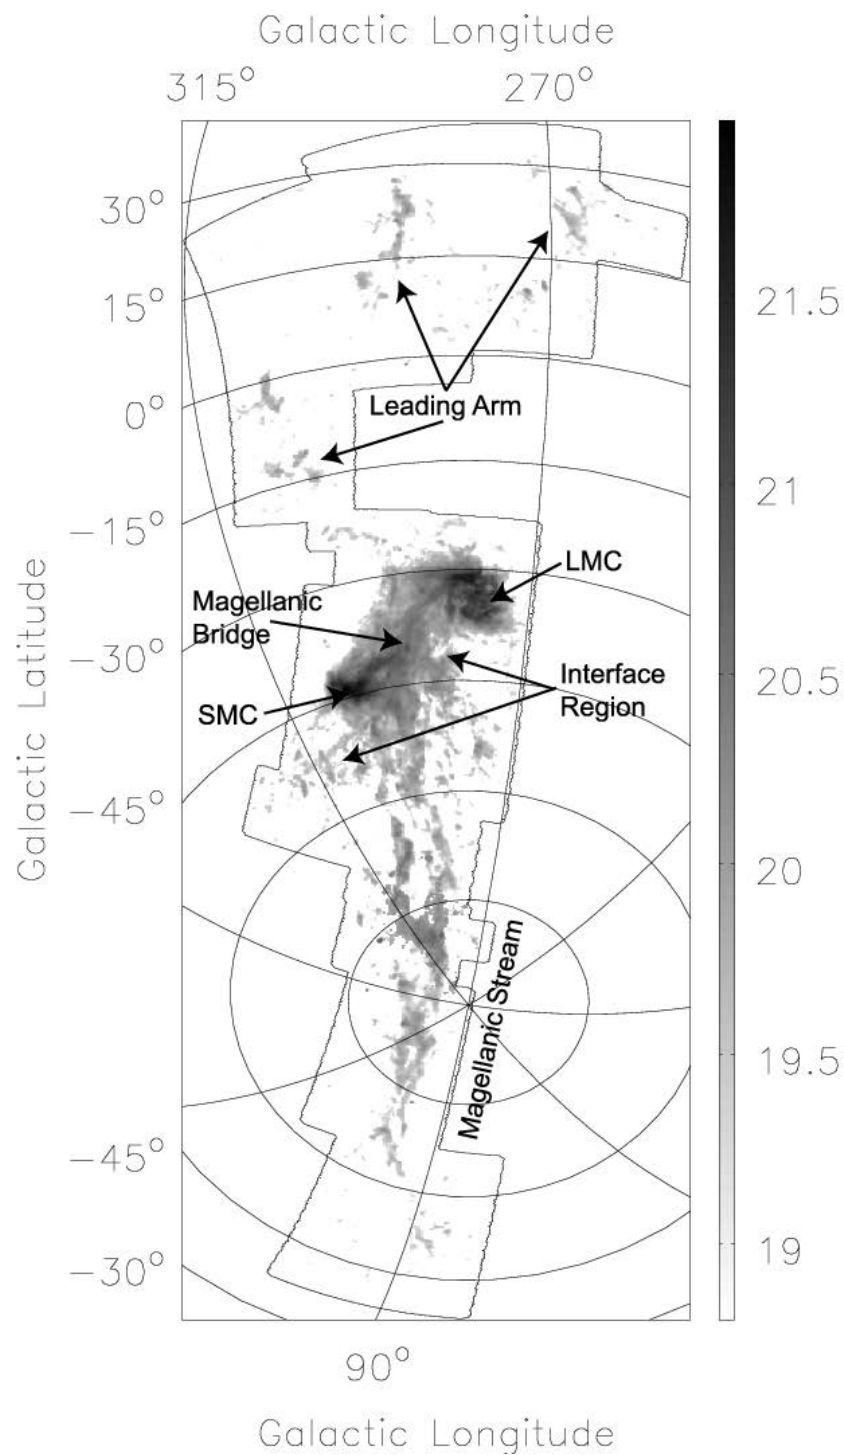 Galactic Longitude
315° 270°
30°
15°
0°
−15°
−30°
−45°
−45°
−30°
Galactic Latitude
Leading Arm
LMC
Magellanic
Bridge
Interface
Region
SMC
Magellanic Stream
21.5
21
20.5
20
19.5
19
90°
Galactic Longitude